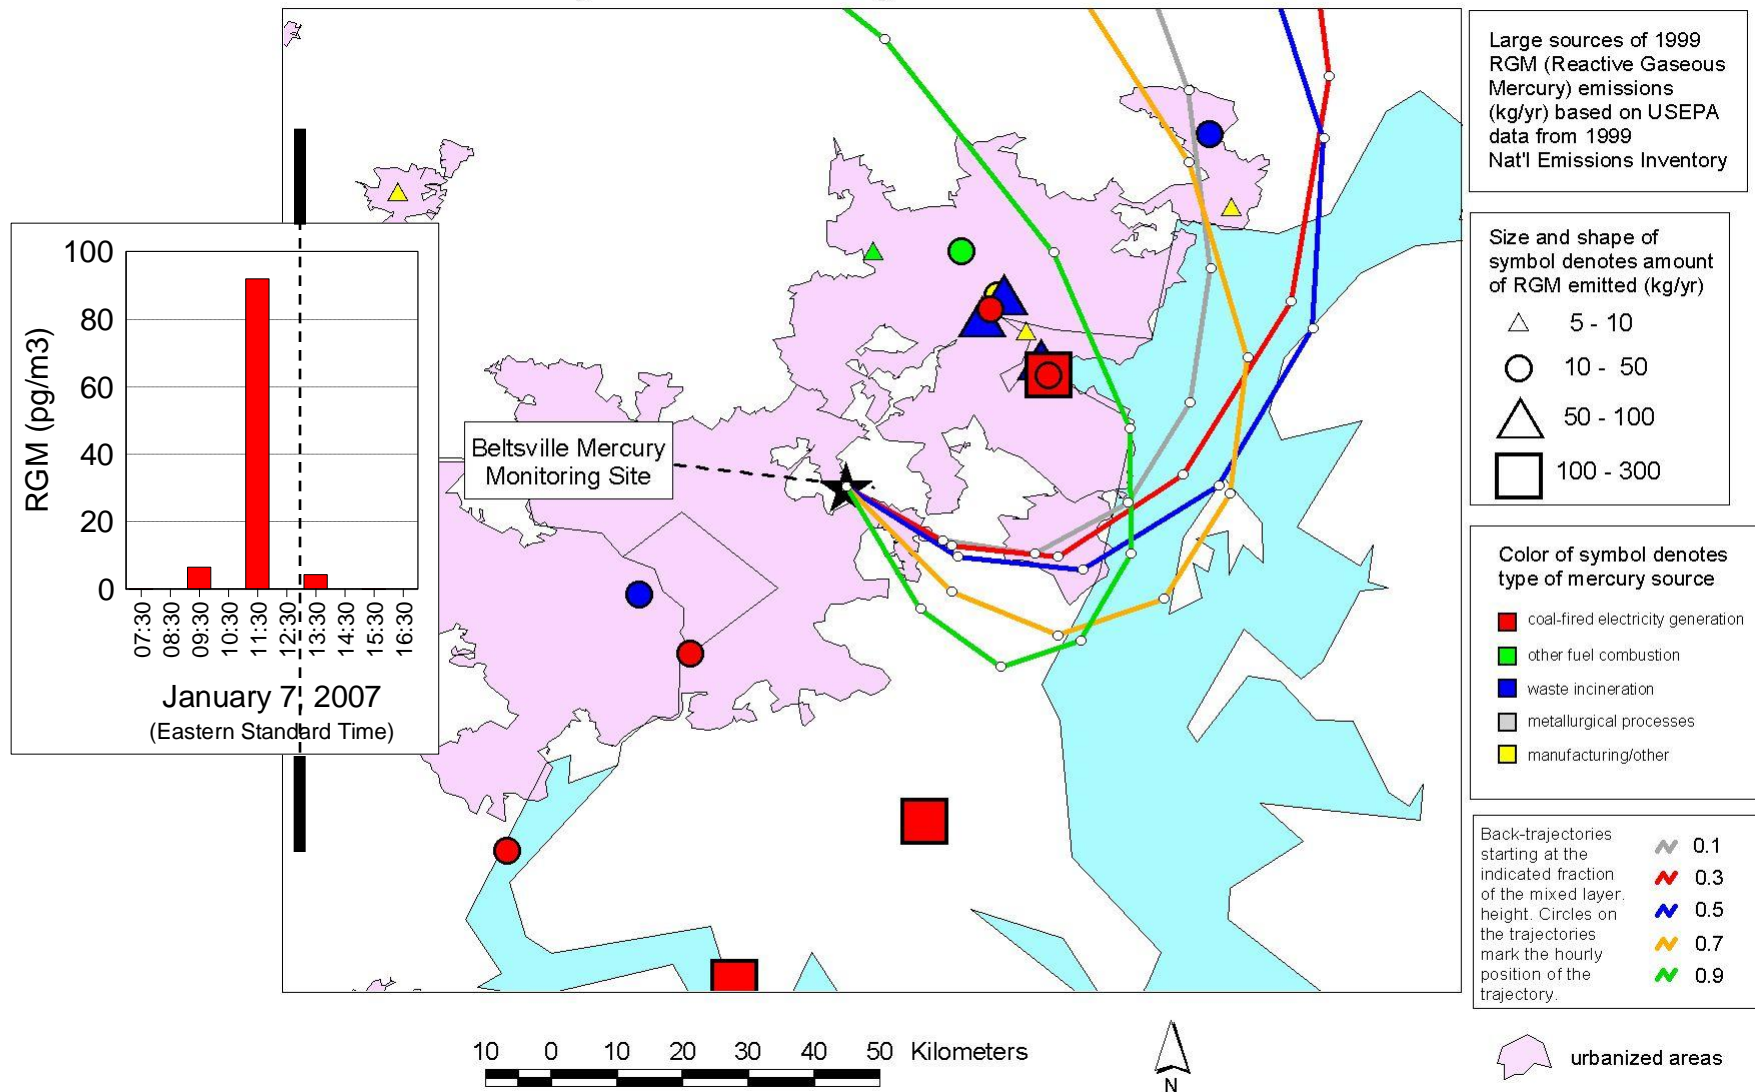 Large sources of 1999
RGM (Reactive Gaseous
Mercury) emissions
(kg/yr) based on USEPA
data from 1999
Nat'l Emissions Inventory
Size and shape of
symbol denotes amount
of RGM emitted (kg/yr)
5 - 10
10 - 50
50 - 100
100 - 300
Color of symbol denotes
type of mercury source
coal-fired electricity generation
other fuel combustion
waste incineration
metallurgical processes
manufacturing/other
Back-trajectories
starting at the
indicated fraction
of the mixed layer.
height. Circles on
the trajectories
mark the hourly
position of the
trajectory.
0.1
0.3
0.5
0.7
0.9
urbanized areas
Beltsville Mercury
Monitoring Site
RGM (pg/m3)
100
80
60
40
20
0
07:30
08:30
09:30
10:30
11:30
12:30
13:30
14:30
15:30
16:30
January 7, 2007
(Eastern Standard Time)
10 0 10 20 30 40 50 Kilometers
N